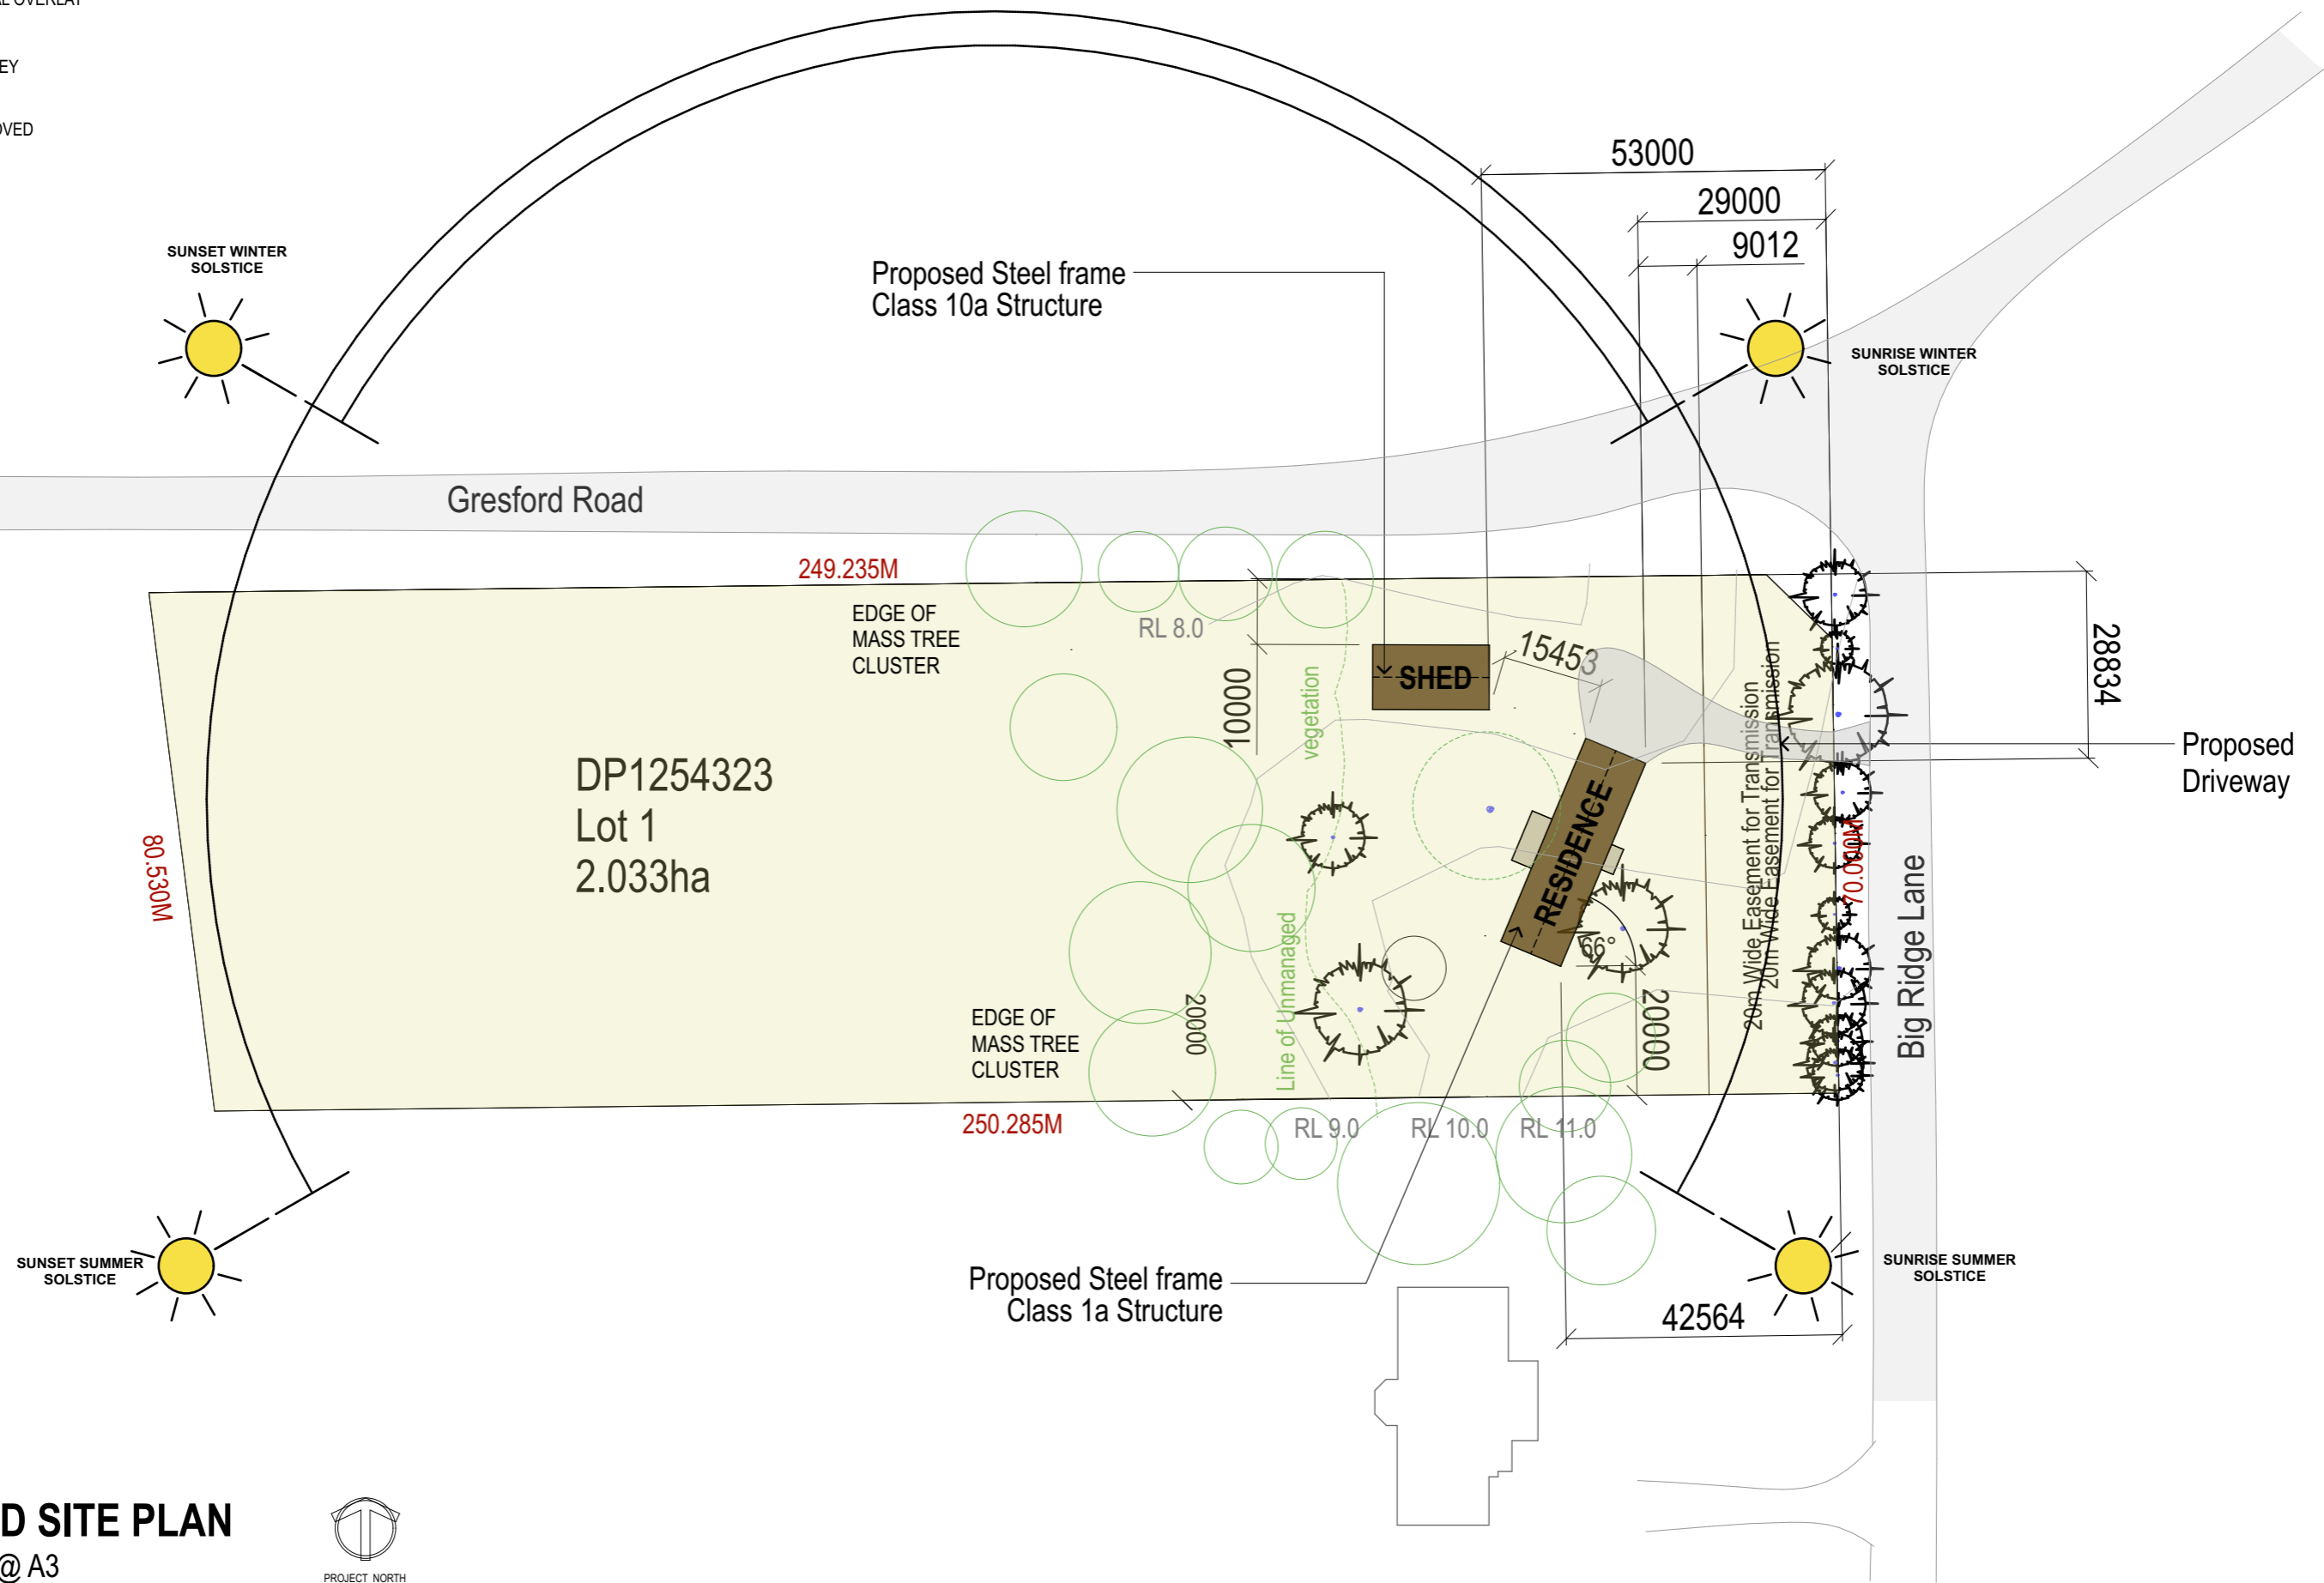 AL OVERLAY
EY
OVED
53000
29000
9012
SUNSET WINTER
SOLSTICE
Proposed Steel frame
Class 10a Structure
SUNRISE WINTER
SOLSTICE
Gresford Road
249.235M
EDGE OF
MASS TREE
CLUSTER
RL 8.0
10000
vegetation
SHED
15453
28834
20m Wide Easement for Transmission
20m Wide Easement for Transmission
Proposed
Driveway
DP1254323
Lot 1
2.033ha
80.530M
RESIDENCE
66°
70.000M
Big Ridge Lane
EDGE OF
MASS TREE
CLUSTER
20000
Line of Unmanaged
20000
250.285M
RL 9.0
RL 10.0
RL 11.0
SUNSET SUMMER
SOLSTICE
Proposed Steel frame
Class 1a Structure
SUNRISE SUMMER
SOLSTICE
42564
D SITE PLAN
@ A3
PROJECT NORTH